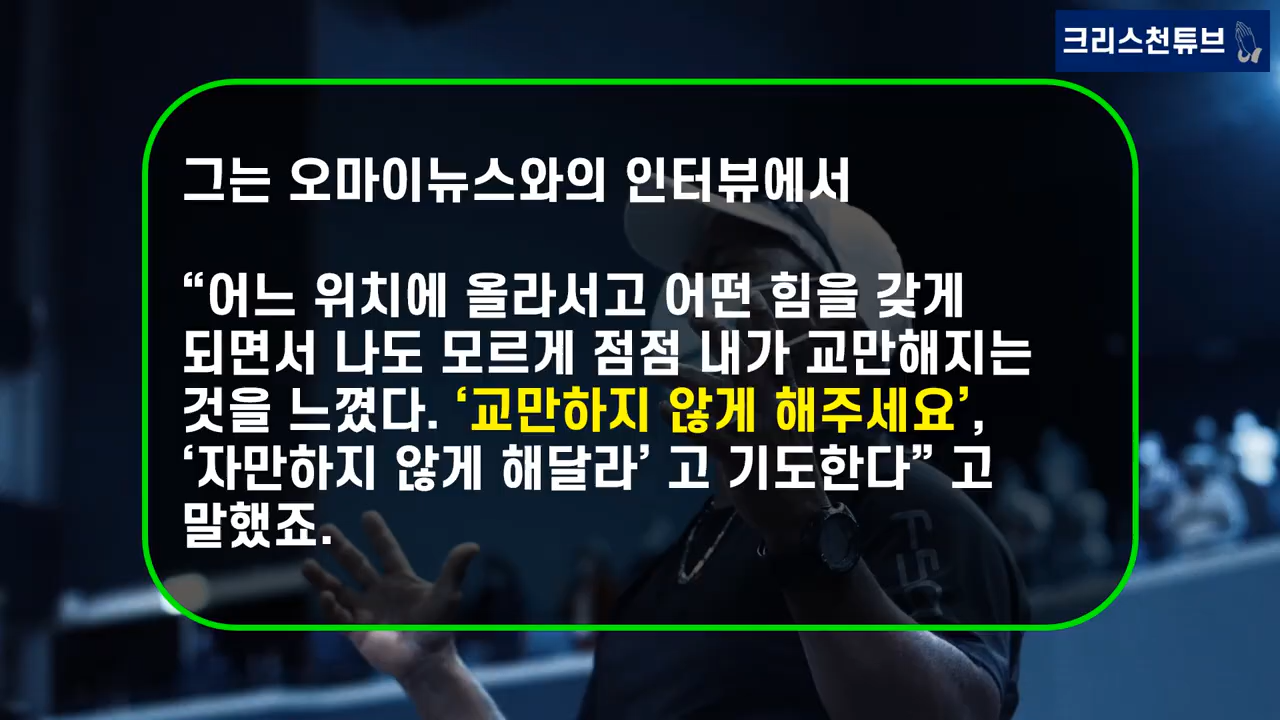 크리스천튜브
그는 오마이뉴스와의 인터뷰에서
“어느 위치에 올라서고 어떤 힘을 갖게
되면서 나도 모르게 점점 내가 교만해지는
것을 느꼈다. ‘교만하지 않게 해주세요’,
‘자만하지 않게 해달라’ 고 기도한다” 고
말했죠.